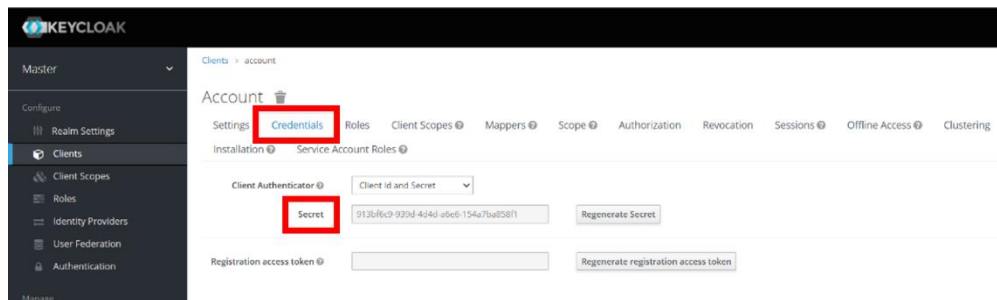 KEYCLOAK
Master
Clients > account
Account
Configure
Settings Credentials Roles Client Scopes Mappers Scope Authorization Revocation Sessions Offline Access Clustering
Installation Service Account Roles
Realm Settings
Clients
Client Scopes
Roles
Identity Providers
User Federation
Authentication
Manage
Client Authenticator Client Id and Secret
Secret 913bf6c9-939d-4d4d-a6e6-154a7ba858f1 Regenerate Secret
Registration access token Regenerate registration access token